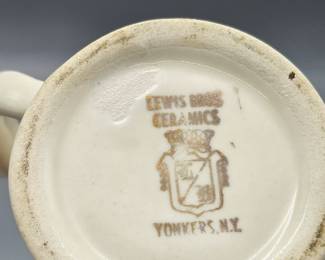 LEWIS BROS
CERAMICS
YONKERS, N.Y.